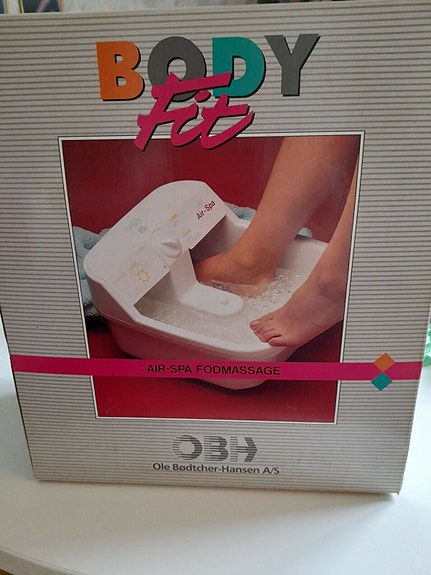 BODY
Fit
Air-Spa
AIR-SPA FODMASSAGE
OBH
Ole Bødtcher-Hansen A/S